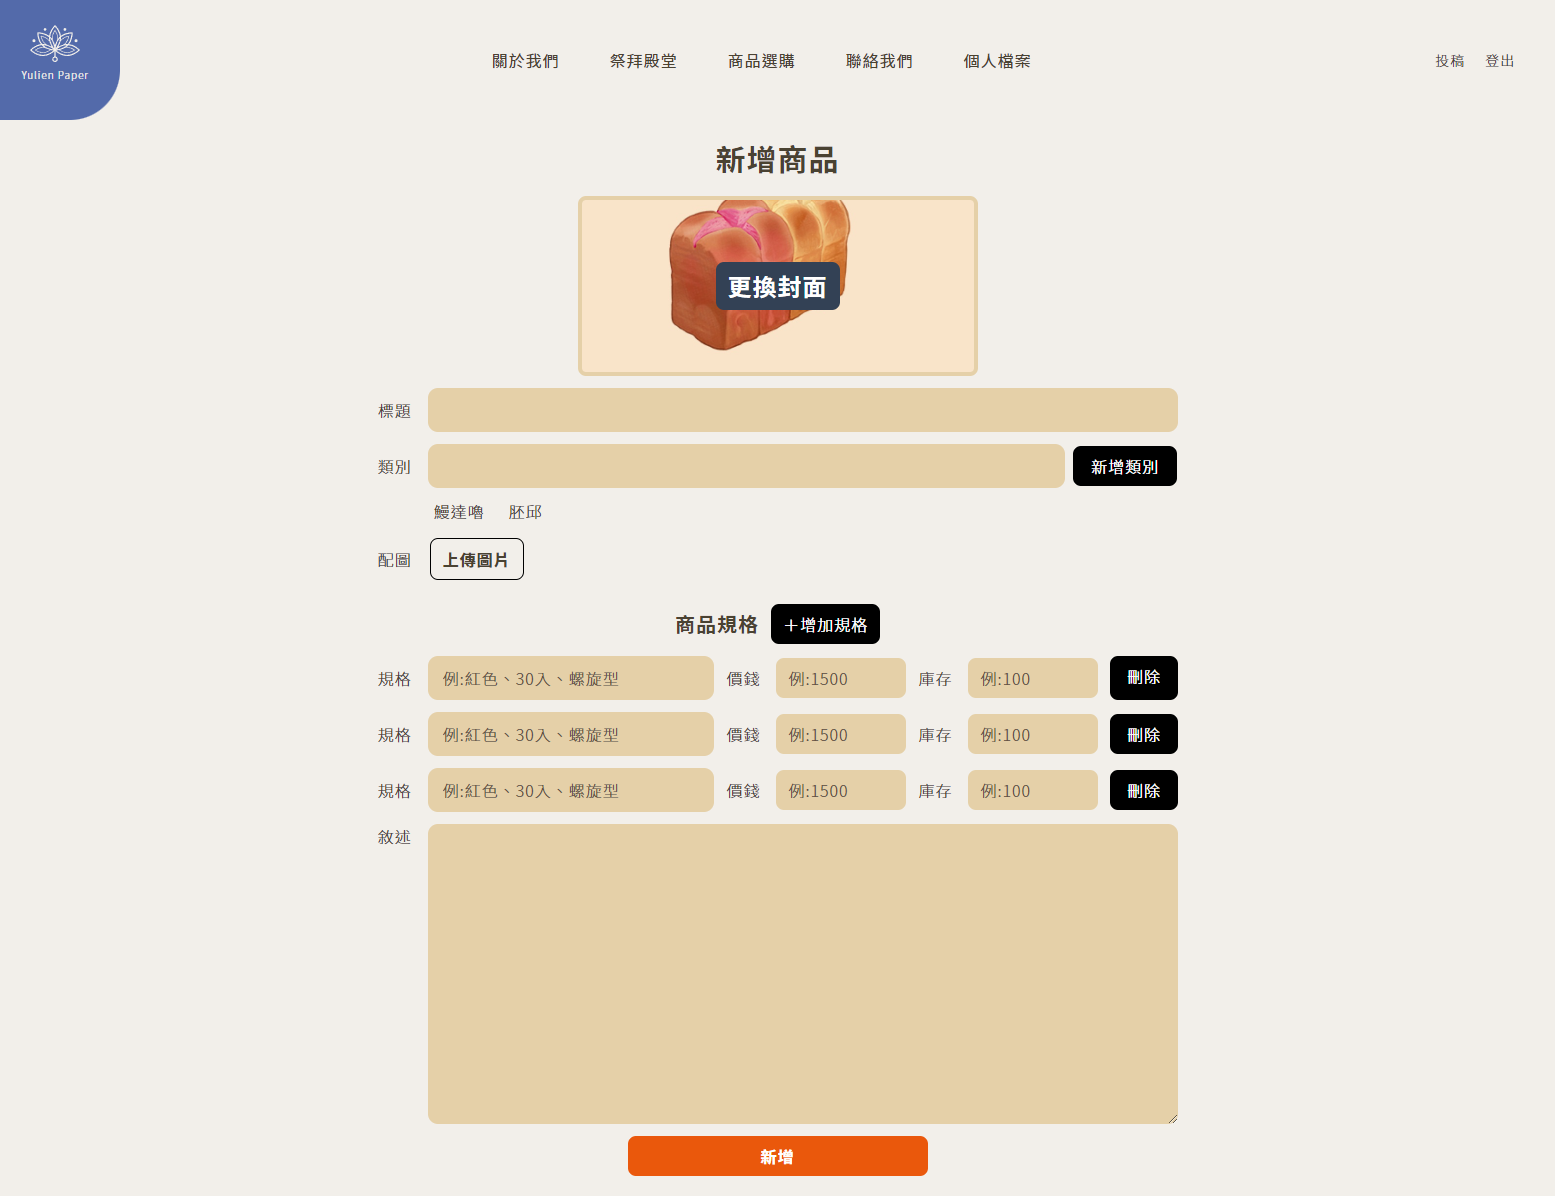 Yulien Paper
關於我們 祭拜殿堂 商品選購 聯絡我們 個人檔案 投稿 登出
新增商品
更換封面
標題
類別 新增類別
鰻達嚕 胚邱
配圖 上傳圖片
商品規格 +增加規格
規格 例:紅色、30入、螺旋型 價錢 例:1500 庫存 例:100 刪除
規格 例:紅色、30入、螺旋型 價錢 例:1500 庫存 例:100 刪除
規格 例:紅色、30入、螺旋型 價錢 例:1500 庫存 例:100 刪除
敘述
新增